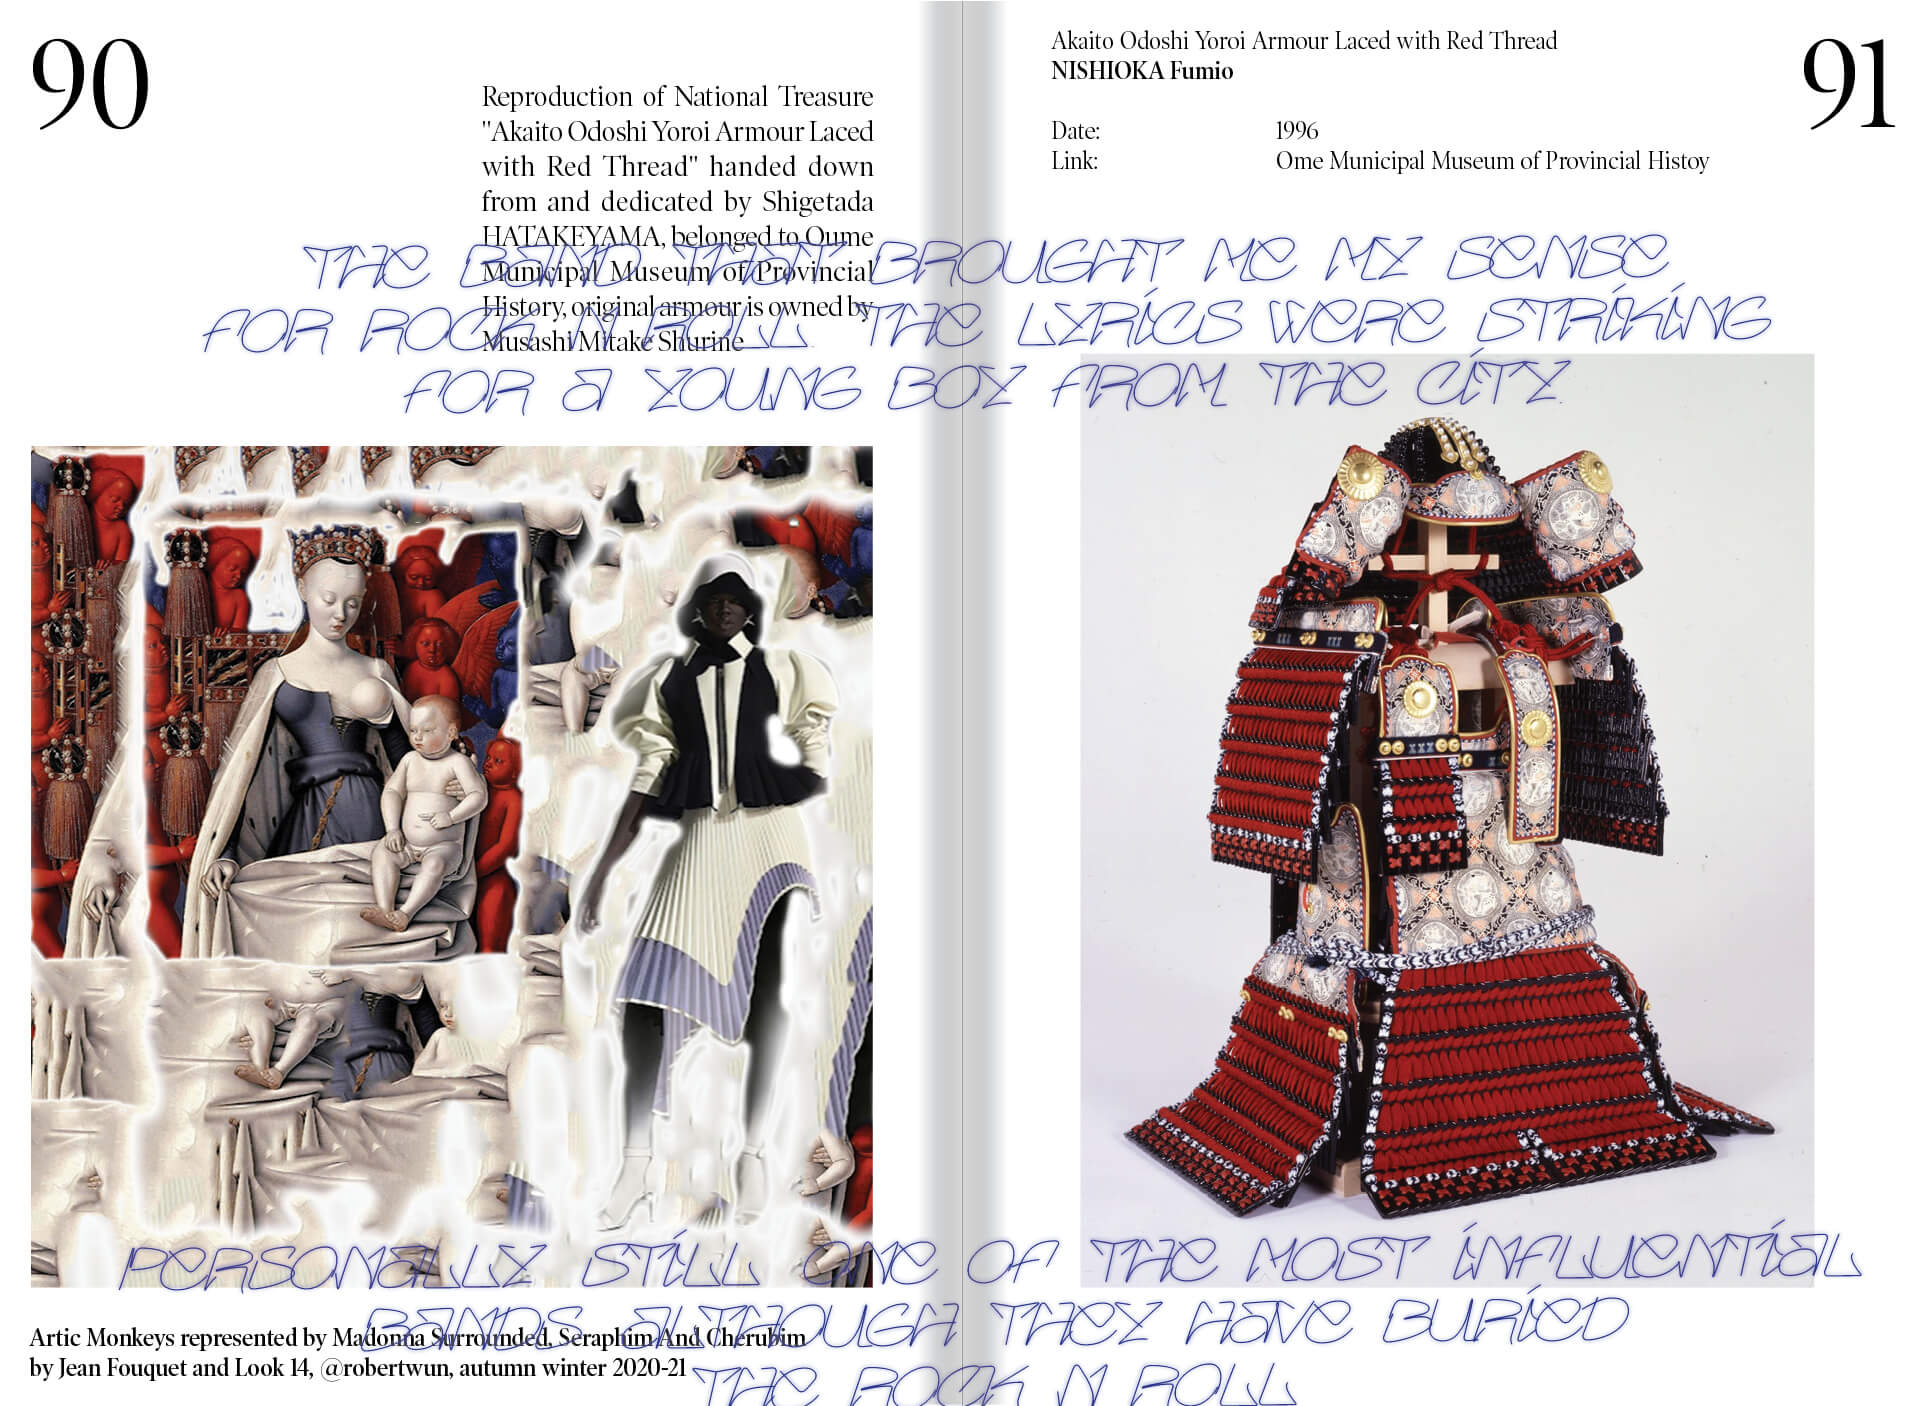 90
Reproduction of National Treasure
"Akaito Odoshi Yoroi Armour Laced
with Red Thread" handed down
from and dedicated by Shigetada
HATAKEYAMA, belonged to Oume
Municipal Museum of Provincial
History, original armour is owned by
Musashi Mitake Shurine
Akaito Odoshi Yoroi Armour Laced with Red Thread
NISHIOKA Fumio
Date: 1996
Link: Ome Municipal Museum of Provincial Histoy
91
THE BAND THAT BROUGHT ME MY SENSE
FOR ROCK N ROLL. THE LYRICS WERE STRIKING
FOR A YOUNG BOY FROM THE CITY.
PERSONALLY STILL ONE OF THE MOST INFLUENTIAL
BANDS ALTHOUGH THEY HAVE BURIED
THE ROCK N ROLL
Artic Monkeys represented by Madonna Surrounded, Seraphim And Cherubim
by Jean Fouquet and Look 14, @robertwun, autumn winter 2020-21